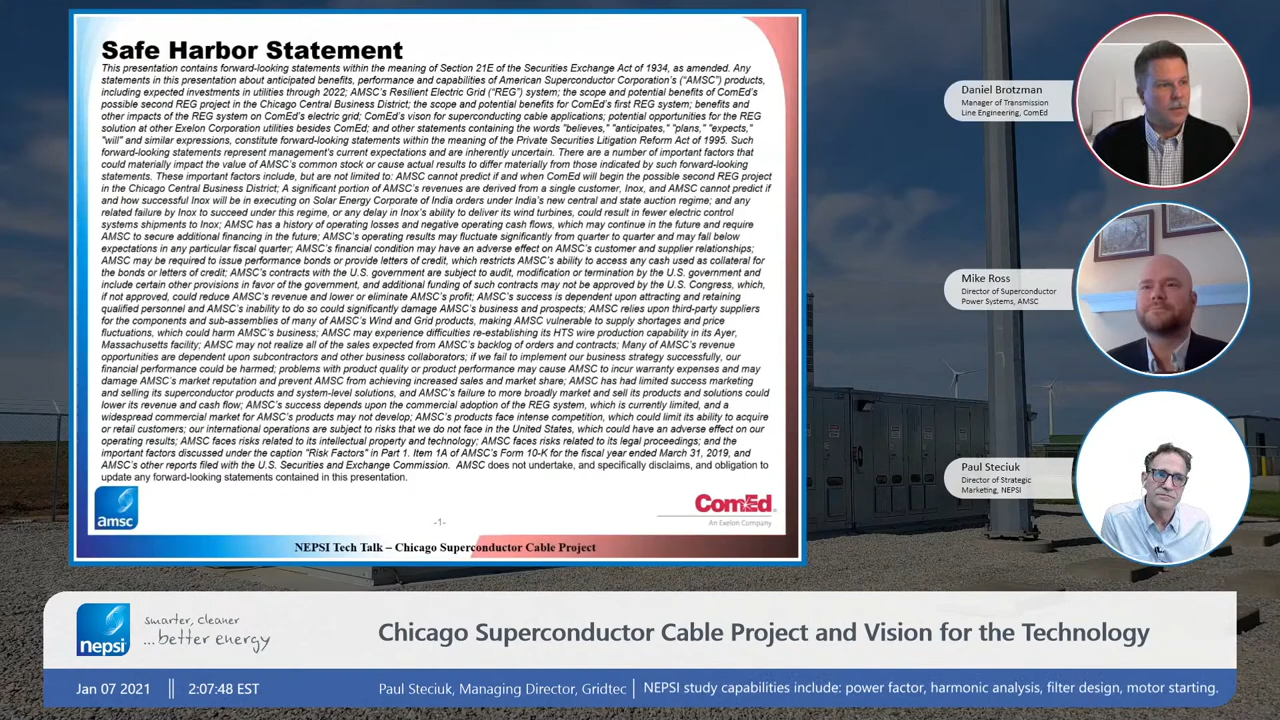 Safe Harbor Statement
This presentation contains forward-looking statements within the meaning of Section 21E of the Securities Exchange Act of 1934, as amended. Any
statements in this presentation about anticipated benefits, performance and capabilities of American Superconductor Corporation's ("AMSC") products,
including expected investments in utilities through 2022; AMSC's Resilient Electric Grid ("REG") system; the scope and potential benefits of ComEd's
possible second REG project in the Chicago Central Business District; the scope and potential benefits for ComEd's first REG system; benefits and
other impacts of the REG system on ComEd's electric grid; ComEd's vison for superconducting cable applications; potential opportunities for the REG
solution at other Exelon Corporation utilities besides ComEd; and other statements containing the words "believes," "anticipates," "plans," "expects,"
"will" and similar expressions, constitute forward-looking statements within the meaning of the Private Securities Litigation Reform Act of 1995. Such
forward-looking statements represent management's current expectations and are inherently uncertain. There are a number of important factors that
could materially impact the value of AMSC's common stock or cause actual results to differ materially from those indicated by such forward-looking
statements. These important factors include, but are not limited to: AMSC cannot predict if and when ComEd will begin the possible second REG project
in the Chicago Central Business District; A significant portion of AMSC's revenues are derived from a single customer, Inox, and AMSC cannot predict if
and how successful Inox will be in executing on Solar Energy Corporate of India orders under India's new central and state auction regime; and any
related failure by Inox to succeed under this regime, or any delay in Inox's ability to deliver its wind turbines, could result in fewer electric control
systems shipments to Inox; AMSC has a history of operating losses and negative operating cash flows, which may continue in the future and require
AMSC to secure additional financing in the future; AMSC's operating results may fluctuate significantly from quarter to quarter and may fall below
expectations in any particular fiscal quarter; AMSC's financial condition may have an adverse effect on AMSC's customer and supplier relationships;
AMSC may be required to issue performance bonds or provide letters of credit, which restricts AMSC's ability to access any cash used as collateral for
the bonds or letters of credit; AMSC's contracts with the U.S. government are subject to audit, modification or termination by the U.S. government and
include certain other provisions in favor of the government, and additional funding of such contracts may not be approved by the U.S. Congress, which,
if not approved, could reduce AMSC's revenue and lower or eliminate AMSC's profit; AMSC's success is dependent upon attracting and retaining
qualified personnel and AMSC's inability to do so could significantly damage AMSC's business and prospects; AMSC relies upon third-party suppliers
for the components and sub-assemblies of many of AMSC's Wind and Grid products, making AMSC vulnerable to supply shortages and price
fluctuations, which could harm AMSC's business; AMSC may experience difficulties re-establishing its HTS wire production capability in its Ayer,
Massachusetts facility; AMSC may not realize all of the sales expected from AMSC's backlog of orders and contracts; Many of AMSC's revenue
opportunities are dependent upon subcontractors and other business collaborators; if we fail to implement our business strategy successfully, our
financial performance could be harmed; problems with product quality or product performance may cause AMSC to incur warranty expenses and may
damage AMSC's market reputation and prevent AMSC from achieving increased sales and market share; AMSC has had limited success marketing
and selling its superconductor products and system-level solutions, and AMSC's failure to more broadly market and sell its products and solutions could
lower its revenue and cash flow; AMSC's success depends upon the commercial adoption of the REG system, which is currently limited, and a
widespread commercial market for AMSC's products may not develop; AMSC's products face intense competition, which could limit its ability to acquire
or retail customers; our international operations are subject to risks that we do not face in the United States, which could have an adverse effect on our
operating results; AMSC faces risks related to its intellectual property and technology; AMSC faces risks related to its legal proceedings; and the
important factors discussed under the caption "Risk Factors" in Part 1. Item 1A of AMSC's Form 10-K for the fiscal year ended March 31, 2019, and
AMSC's other reports filed with the U.S. Securities and Exchange Commission. AMSC does not undertake, and specifically disclaims, and obligation to
update any forward-looking statements contained in this presentation.
amsc
-1-
ComEd.
An Exelon Company
NEPSI Tech Talk – Chicago Superconductor Cable Project
Daniel Brotzman
Manager of Transmission
Line Engineering, ComEd
Mike Ross
Director of Superconductor
Power Systems, AMSC
Paul Steciuk
Director of Strategic
Marketing, NEPSI
nepsi
smarter, cleaner
...better energy
Chicago Superconductor Cable Project and Vision for the Technology
Jan 07 2021 || 2:07:48 EST
Paul Steciuk, Managing Director, Gridtec | NEPSI study capabilities include: power factor, harmonic analysis, filter design, motor starting.